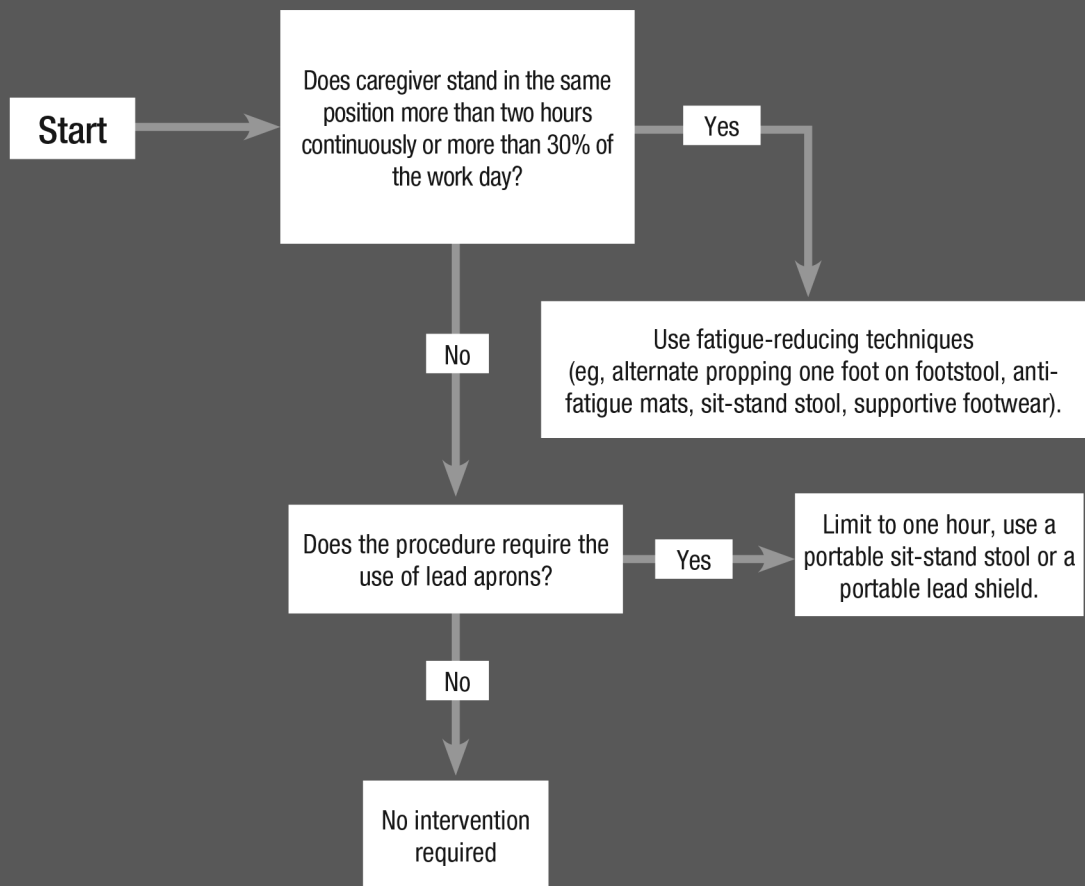 Start
Does caregiver stand in the same
position more than two hours
continuously or more than 30% of
the work day?
Yes
Use fatigue-reducing techniques
(eg, alternate propping one foot on footstool, anti-
fatigue mats, sit-stand stool, supportive footwear).
No
Does the procedure require the
use of lead aprons?
Yes
Limit to one hour, use a
portable sit-stand stool or a
portable lead shield.
No
No intervention
required